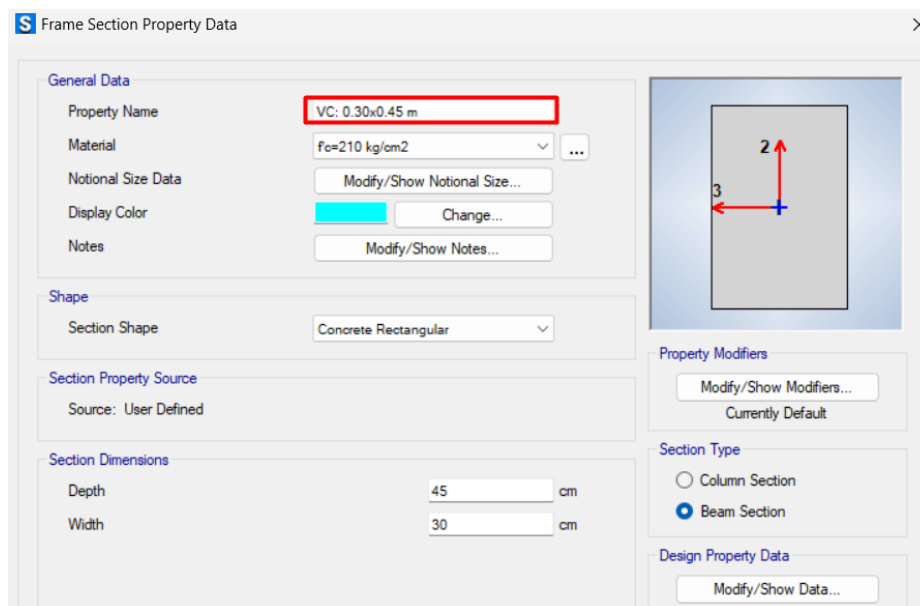 S Frame Section Property Data
General Data
Property Name VC: 0.30x0.45 m
Material f'c=210 kg/cm2 ...
Notional Size Data Modify/Show Notional Size...
Display Color Change...
Notes Modify/Show Notes...
Shape
Section Shape Concrete Rectangular
Section Property Source
Source: User Defined
Section Dimensions
Depth 45 cm
Width 30 cm
2
3
Property Modifiers
Modify/Show Modifiers...
Currently Default
Section Type
Column Section
Beam Section
Design Property Data
Modify/Show Data...